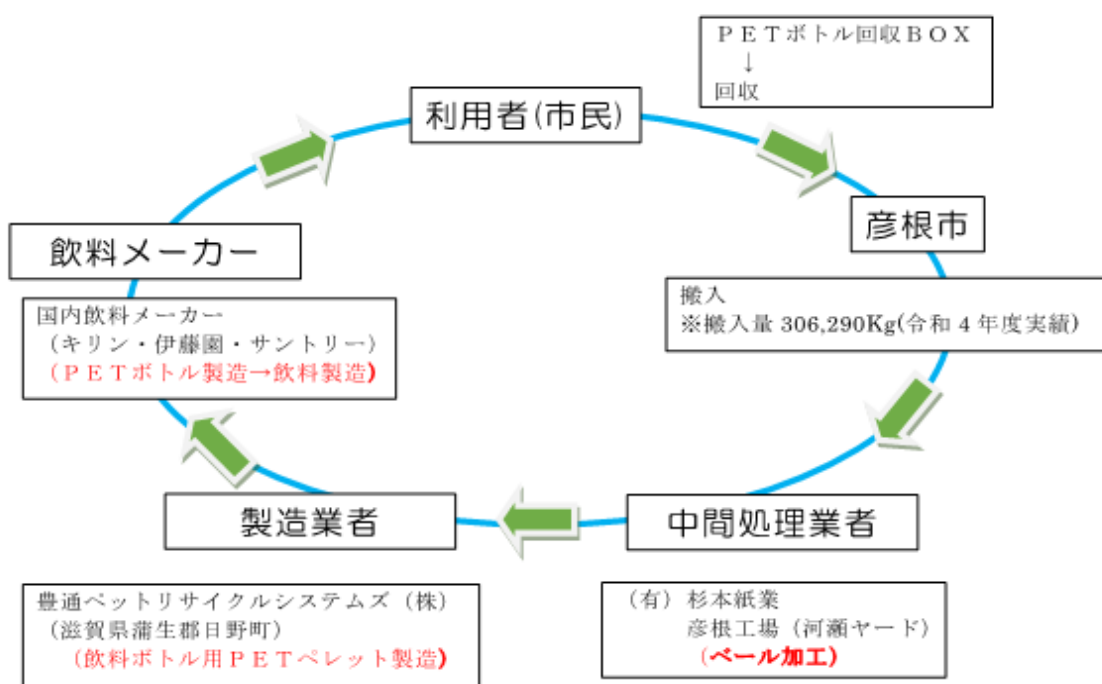 PETボトル回収BOX
↓
回収
利用者(市民)
彦根市
搬入
※搬入量 306,290Kg(令和 4 年度実績)
飲料メーカー
国内飲料メーカー
(キリン・伊藤園・サントリー)
(PETボトル製造→飲料製造)
製造業者
中間処理業者
豊通ペットリサイクルシステムズ(株)
(滋賀県蒲生郡日野町)
(飲料ボトル用PETペレット製造)
(有)杉本紙業
彦根工場(河瀬ヤード)
(ベール加工)